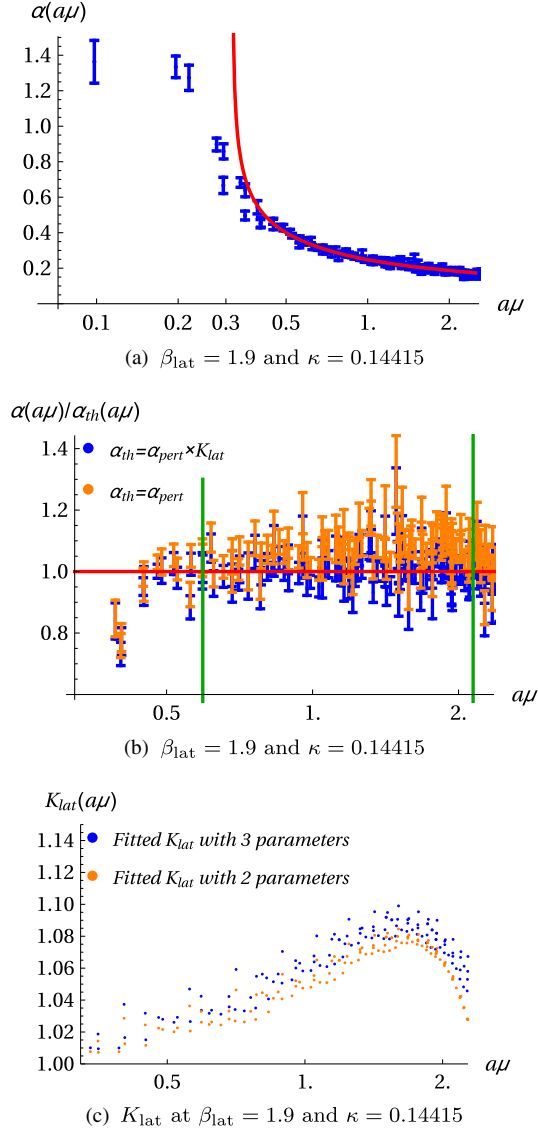 α(aμ)
1.4
1.2
1.0
0.8
0.6
0.4
0.2
0.1 0.2 0.3 0.5 1. 2. aμ
(a) β_lat = 1.9 and κ = 0.14415
α(aμ)/α_th(aμ)
1.4 α_th=α_pert×K_lat
α_th=α_pert
1.2
1.0
0.8
0.5 1. 2. aμ
(b) β_lat = 1.9 and κ = 0.14415
K_lat(aμ)
1.14 Fitted K_lat with 3 parameters
1.12 Fitted K_lat with 2 parameters
1.10
1.08
1.06
1.04
1.02
1.00
0.5 1. 2. aμ
(c) K_lat at β_lat = 1.9 and κ = 0.14415